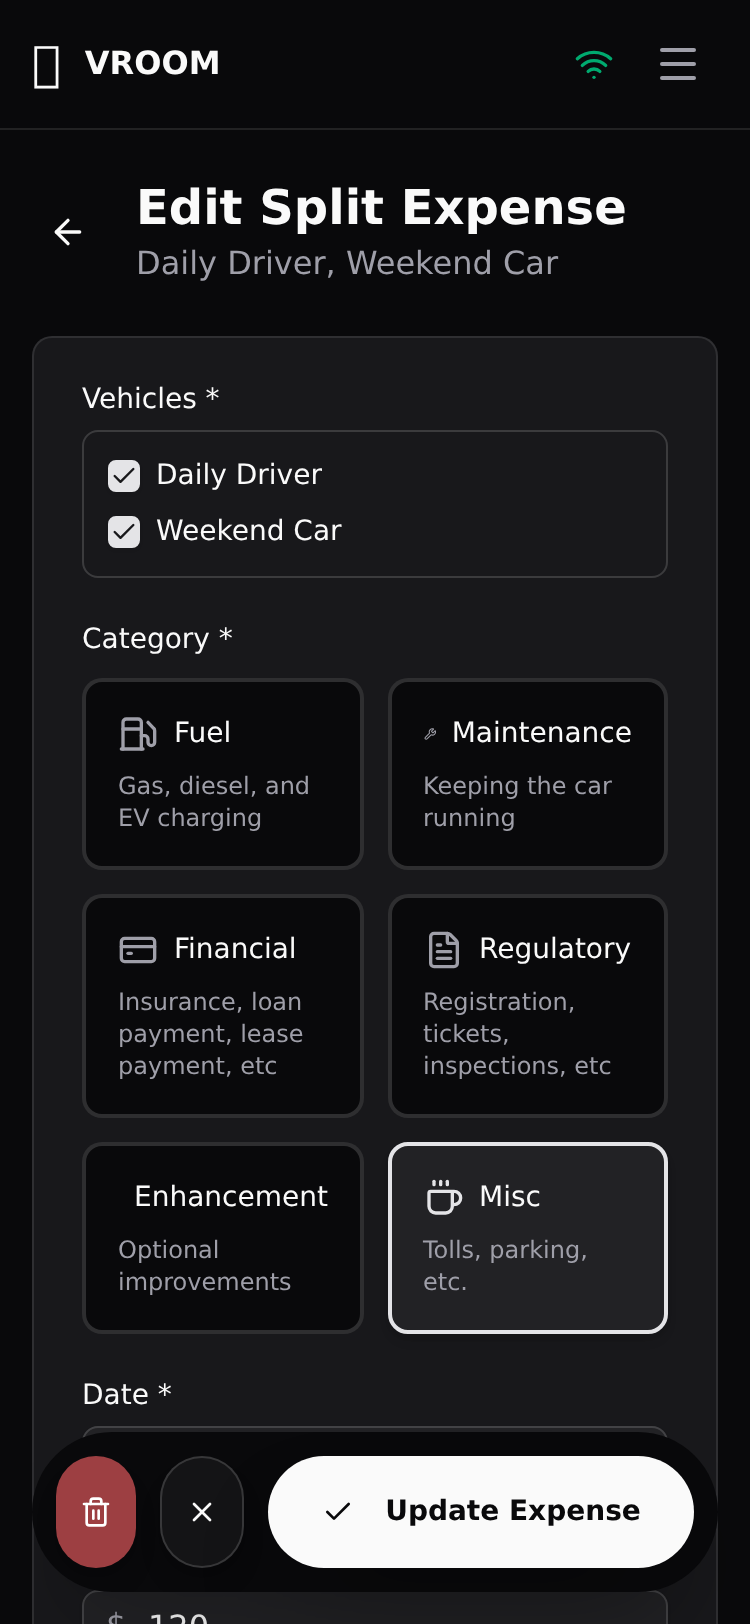 VROOM
Edit Split Expense
Daily Driver, Weekend Car
Vehicles *
Daily Driver
Weekend Car
Category *
Fuel
Gas, diesel, and
EV charging
Maintenance
Keeping the car
running
Financial
Insurance, loan
payment, lease
payment, etc
Regulatory
Registration,
tickets,
inspections, etc
Enhancement
Optional
improvements
Misc
Tolls, parking,
etc.
Date *
Update Expense
$ 120